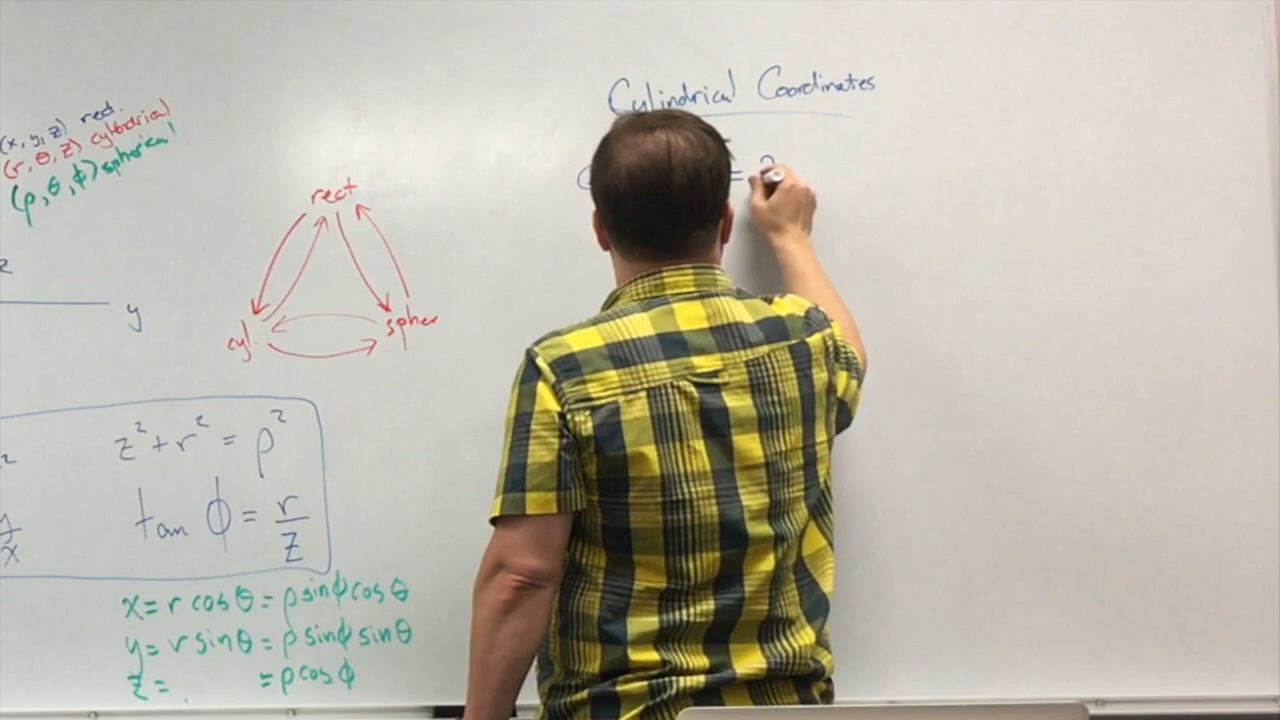 (x, y, z) rect.
(r, θ, z) cylindrical
(ρ, θ, ϕ) spherical
z
y
rect
cyl.
spher
z² + r² = ρ²
tan ϕ = r/z
y/x
x = r cos θ = ρ sin ϕ cos θ
y = r sin θ = ρ sin ϕ sin θ
z = = ρ cos ϕ
Cylindrical Coordinates
=